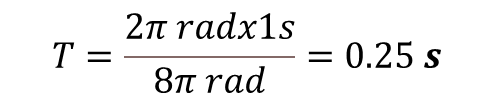 T = 2π radx1s / 8π rad = 0.25 s